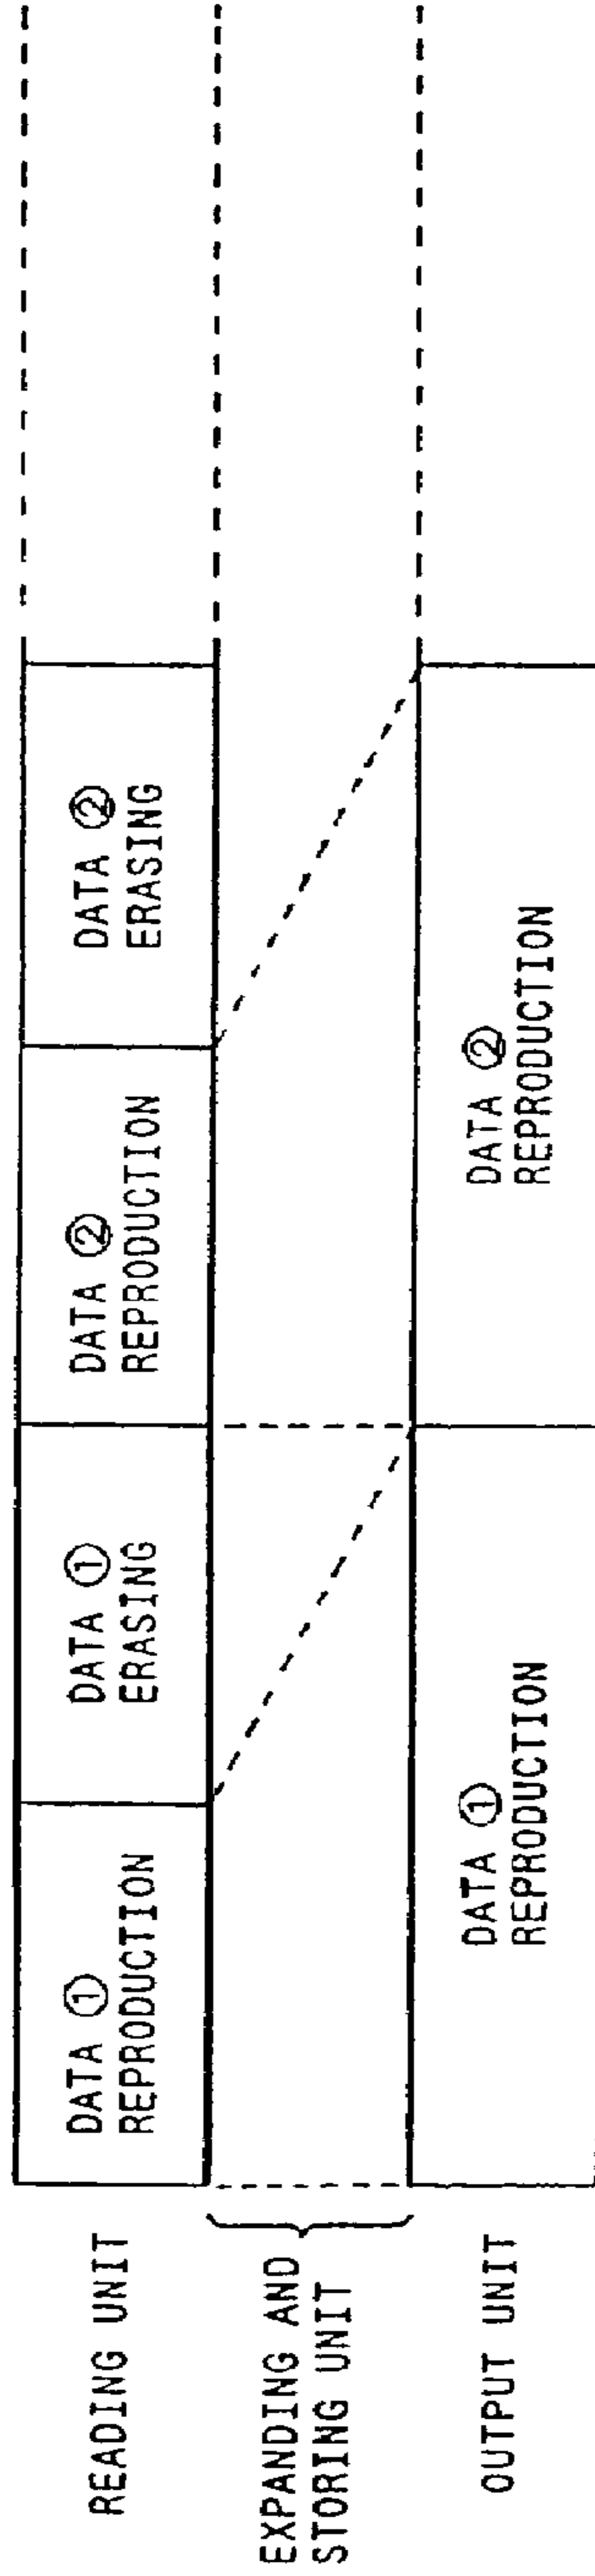 READING UNIT
DATA ①
REPRODUCTION
DATA ①
ERASING
DATA ②
REPRODUCTION
DATA ②
ERASING
EXPANDING AND
STORING UNIT
OUTPUT UNIT
DATA ①
REPRODUCTION
DATA ②
REPRODUCTION